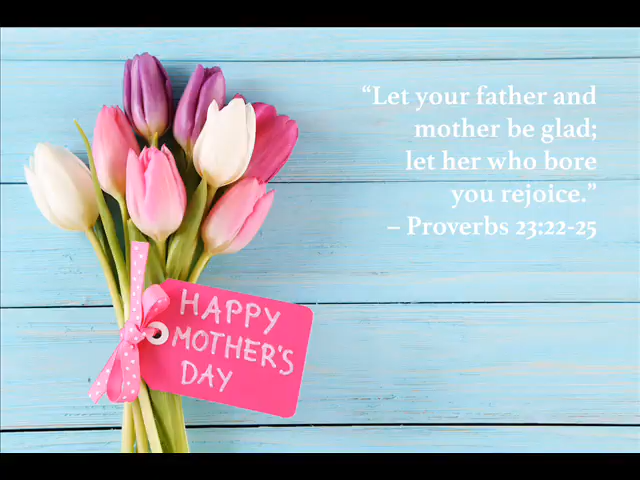 “Let your father and
mother be glad;
let her who bore
you rejoice.”
– Proverbs 23:22-25
HAPPY
MOTHER'S
DAY